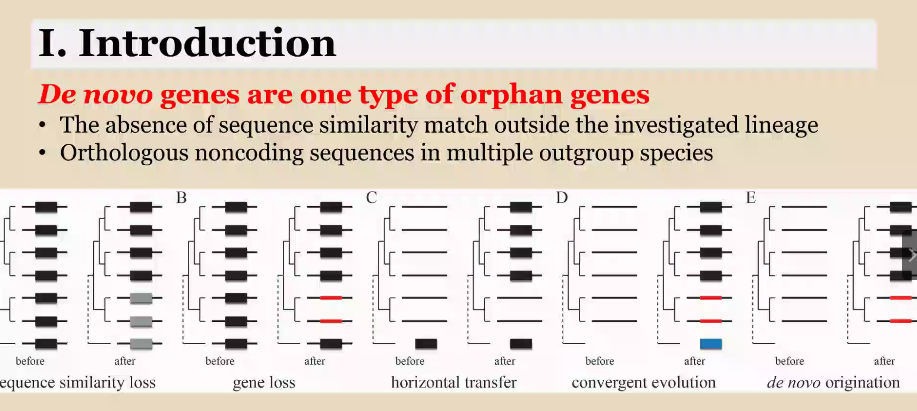 I. Introduction
De novo genes are one type of orphan genes
• The absence of sequence similarity match outside the investigated lineage
• Orthologous noncoding sequences in multiple outgroup species
B C D E
before after before after before after before after before after
equence similarity loss gene loss horizontal transfer convergent evolution de novo origination